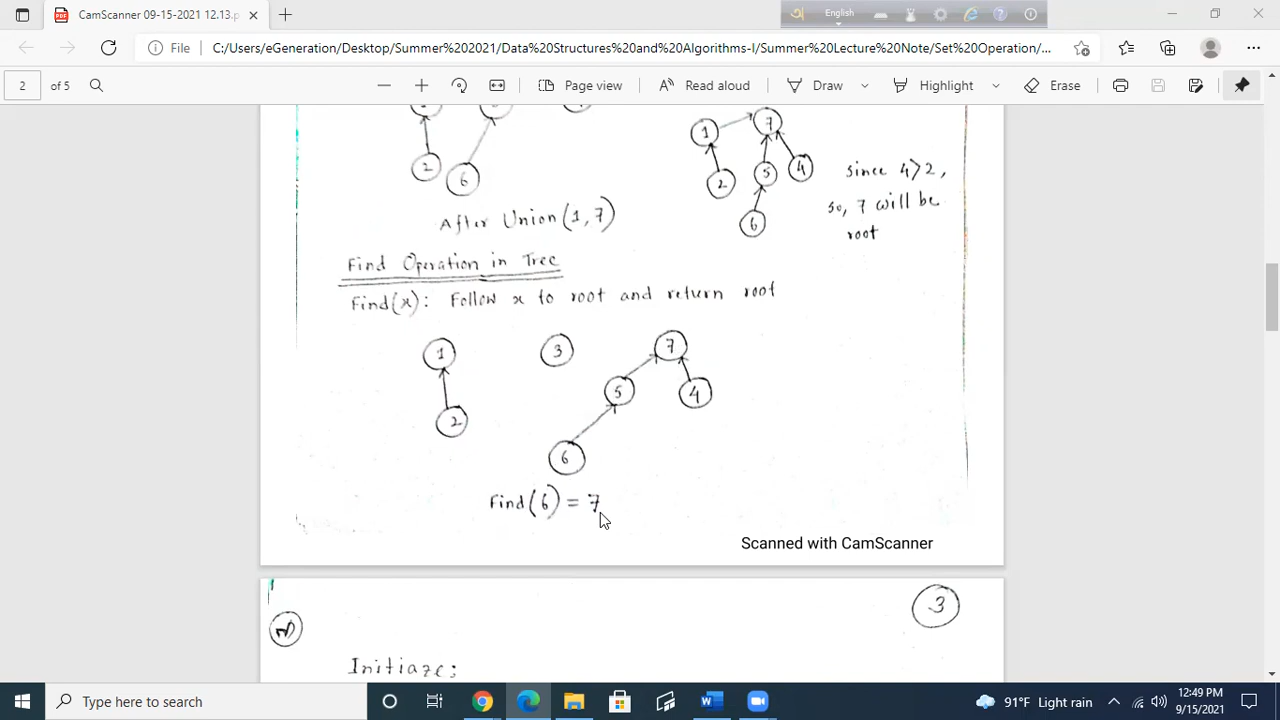 CamScanner 09-15-2021 12.13.p
English
File
C:/Users/eGeneration/Desktop/Summer%202021/Data%20Structures%20and%20Algorithms-I/Summer%20Lecture%20Note/Set%20Operation/...
2 of 5
Page view
Read aloud
Draw
Highlight
Erase
1 7
2 6
2 5 4
6
since 4>2,
so, 7 will be
root
After Union(1,7)
Find Operation in Tree
Find(x): Follow x to root and return root
1 3 7
5 4
2
6
Find(6) = 7
Scanned with CamScanner
3
Initiaze:
Type here to search
91°F Light rain
12:49 PM
9/15/2021